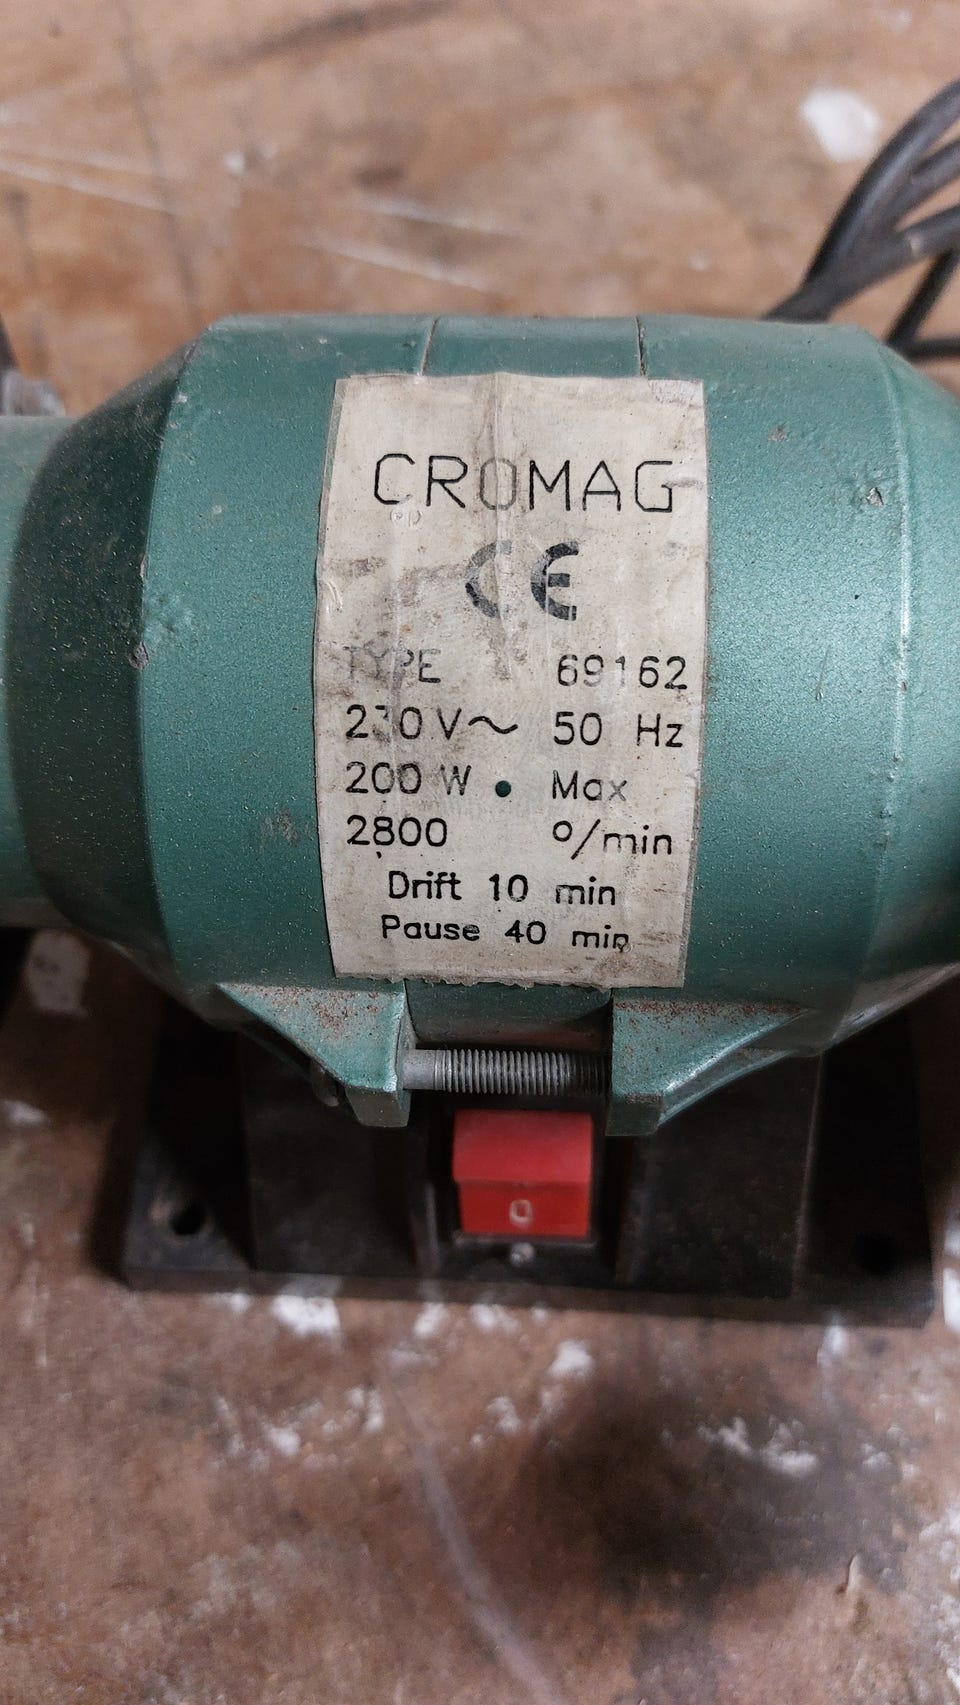 CROMAG
CE
TYPE 69162
230 V~ 50 Hz
200 W Max
2800 o/min
Drift 10 min
Pause 40 min
0